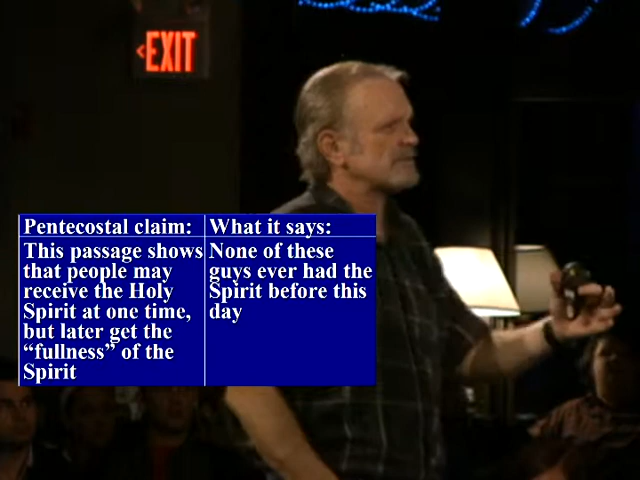 EXIT
Pentecostal claim:
What it says:
This passage shows
that people may
receive the Holy
Spirit at one time,
but later get the
“fullness” of the
Spirit
None of these
guys ever had the
Spirit before this
day